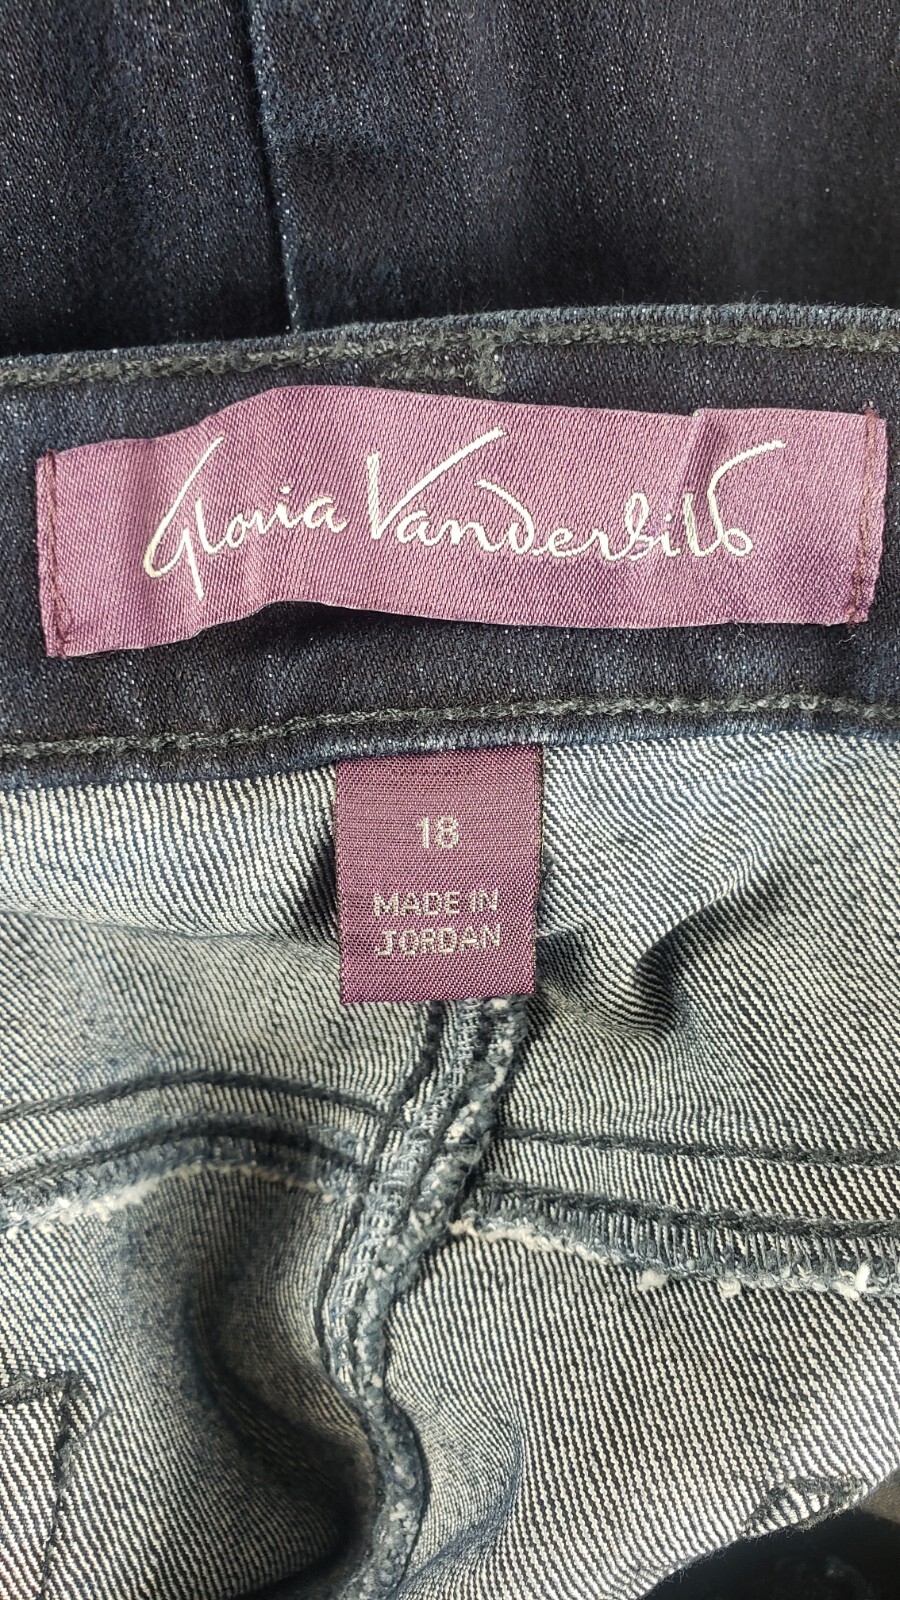 Gloria Vanderbilt
18
MADE IN
JORDAN